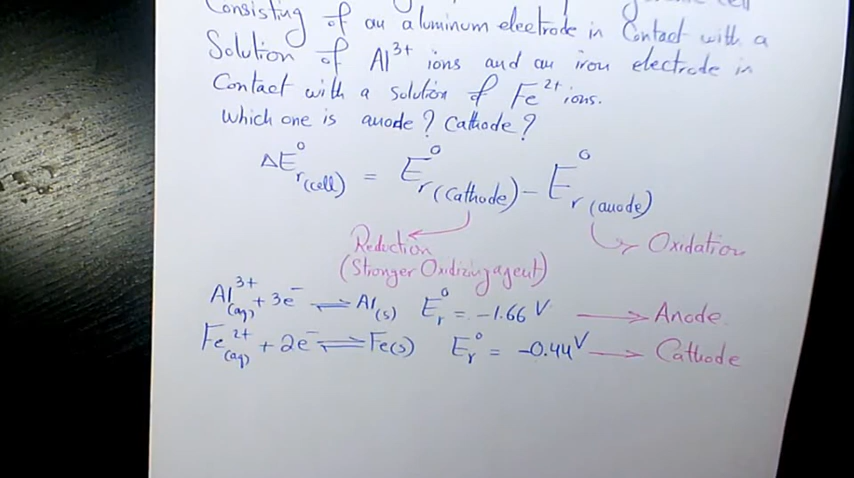 Consisting of an aluminum electrode in Contact with a
Solution of Al³⁺ ions and an iron electrode in
Contact with a solution of Fe²⁺ ions.
Which one is anode? Cathode?
ΔE°r(cell) = E°r(Cathode) - E°r(anode)
Reduction
(Stronger Oxidizing agent)
Oxidation
Al³⁺(aq) + 3e⁻ ⇌ Al(s) E°r = -1.66 V → Anode
Fe²⁺(aq) + 2e⁻ ⇌ Fe(s) E°r = -0.44 V → Cathode